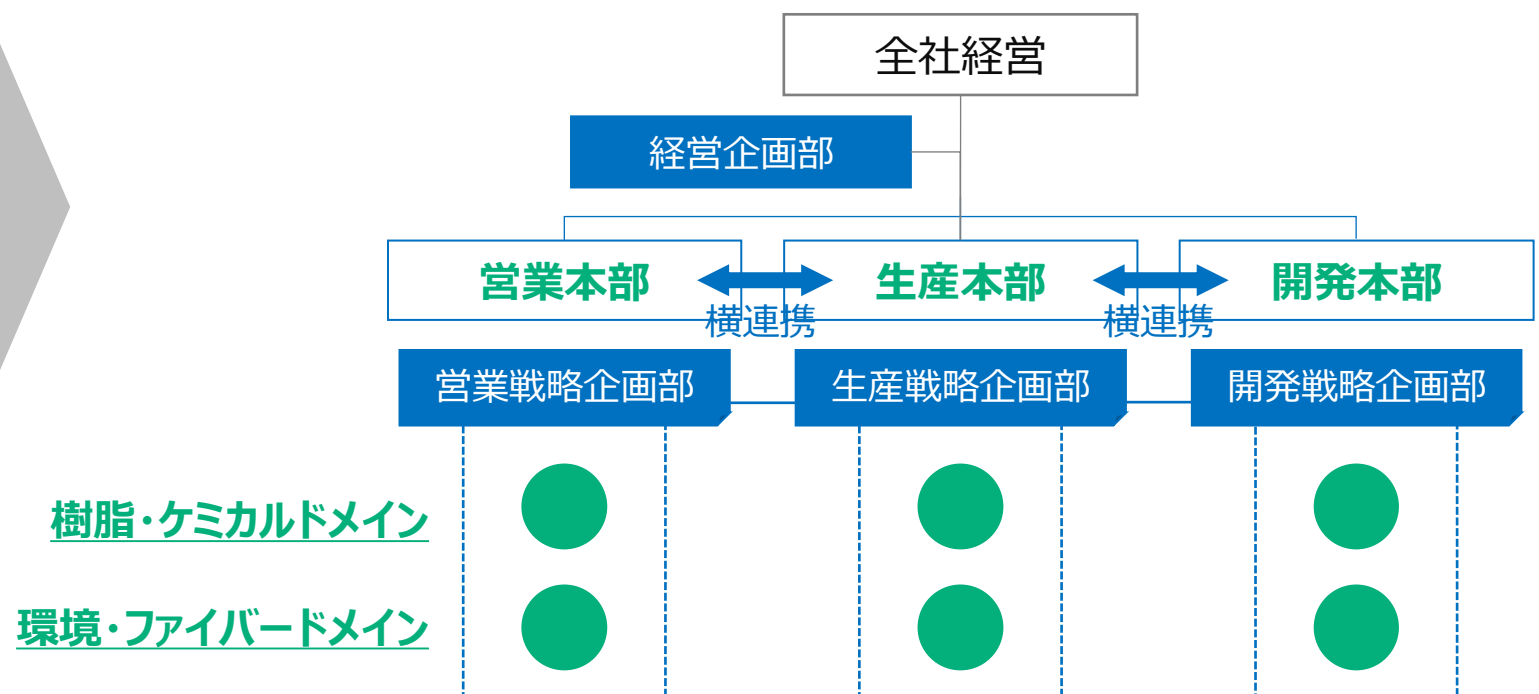 全社経営
経営企画部
営業本部
生産本部
開発本部
横連携
横連携
営業戦略企画部
生産戦略企画部
開発戦略企画部
樹脂・ケミカルドメイン
環境・ファイバードメイン